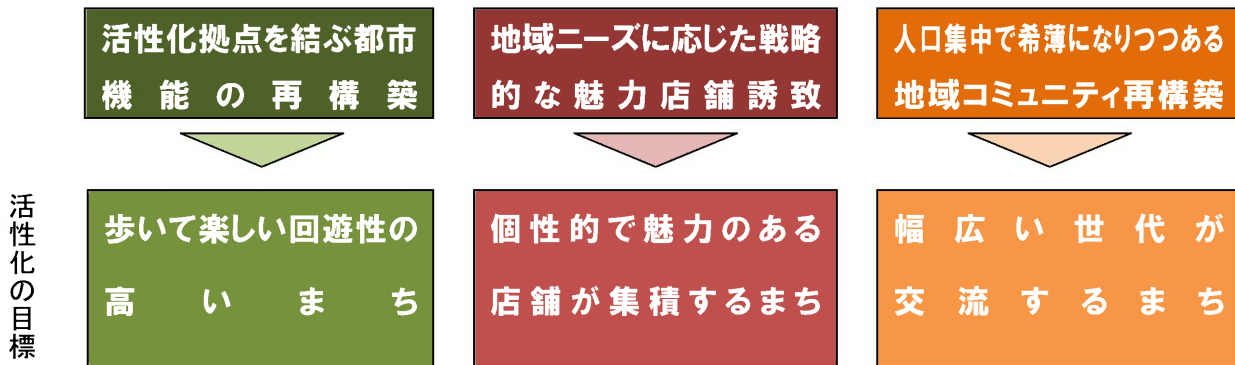 活性化拠点を結ぶ都市
機能の再構築
地域ニーズに応じた戦略
的な魅力店舗誘致
人口集中で希薄になりつつある
地域コミュニティ再構築
活性化の目標
歩いて楽しい回遊性の
高いまち
個性的で魅力のある
店舗が集積するまち
幅広い世代が
交流するまち